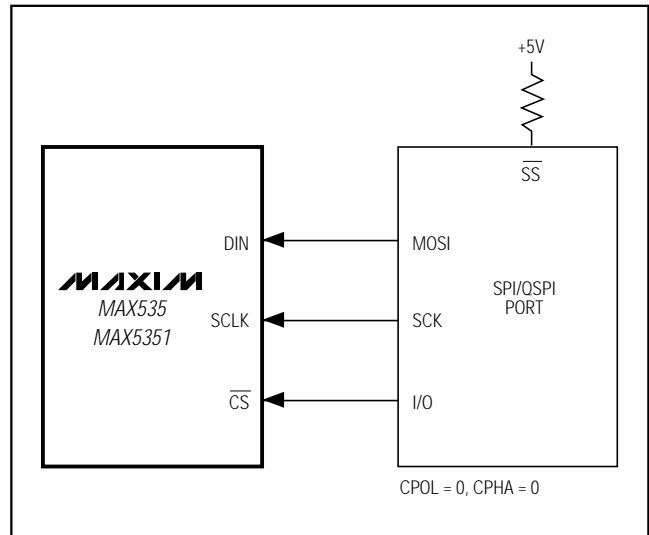 +5V
SS
DIN
MOSI
MAXIM
MAX535
MAX5351
SPI/QSPI
PORT
SCLK
SCK
CS
I/O
CPOL = 0, CPHA = 0